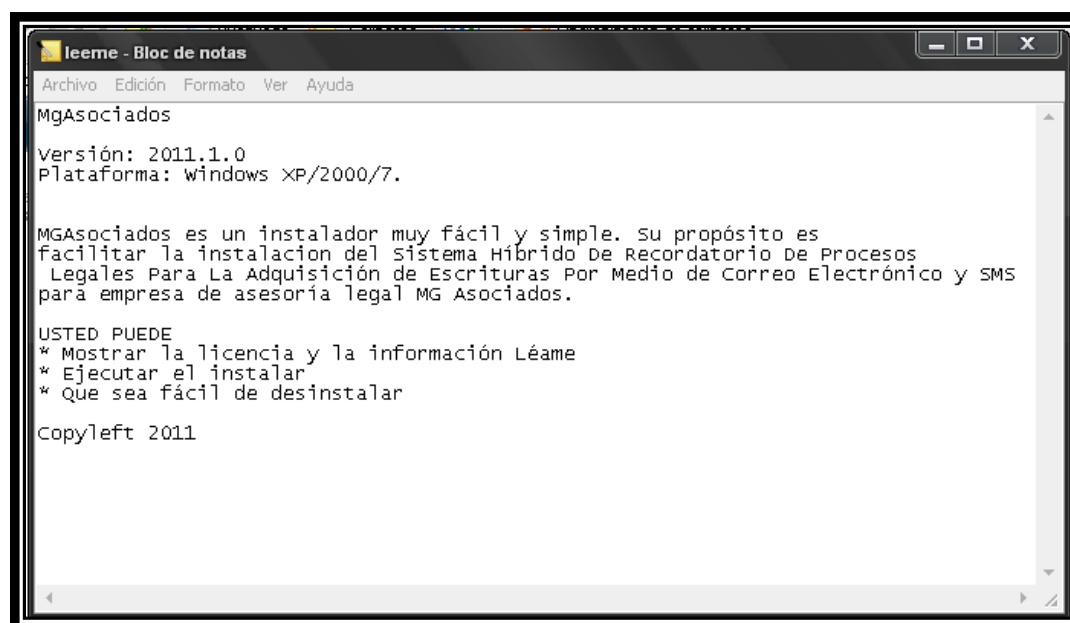 leeme - Bloc de notas
Archivo Edición Formato Ver Ayuda
MgAsociados
Versión: 2011.1.0
Plataforma: Windows XP/2000/7.
MGAsociados es un instalador muy fácil y simple. Su propósito es
facilitar la instalacion del Sistema Híbrido De Recordatorio De Procesos
Legales Para La Adquisición de Escrituras Por Medio de Correo Electrónico y SMS
para empresa de asesoría legal MG Asociados.
USTED PUEDE
* Mostrar la licencia y la información Léame
* Ejecutar el instalar
* Que sea fácil de desinstalar
Copyleft 2011